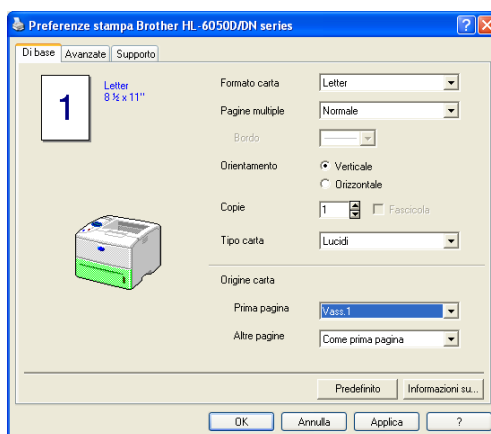 Preferenze stampa Brother HL-6050D/DN series
Di base Avanzate Supporto
1
Letter
8 ½ x 11"
Formato carta Letter
Pagine multiple Normale
Bordo
Orientamento Verticale
Orizzontale
Copie 1 Fascicola
Tipo carta Lucidi
Origine carta
Prima pagina Vass.1
Altre pagine Come prima pagina
Predefinito Informazioni su...
OK Annulla Applica ?